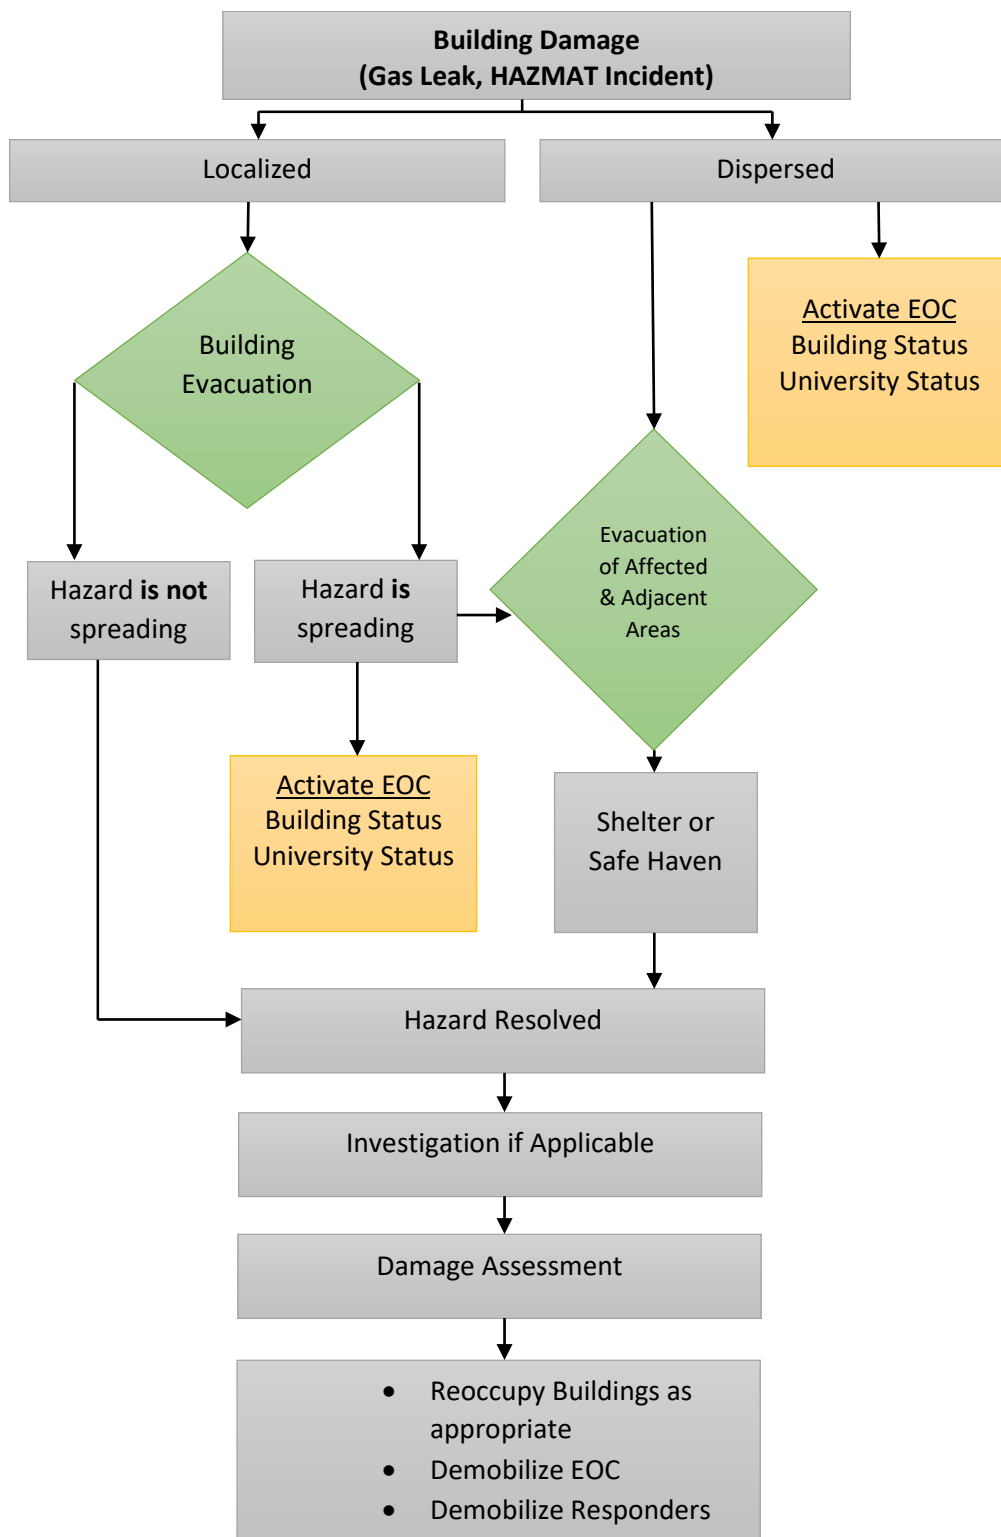 Building Damage
(Gas Leak, HAZMAT Incident)
Localized
Dispersed
Building
Evacuation
Activate EOC
Building Status
University Status
Evacuation
of Affected
& Adjacent
Areas
Hazard is not
spreading
Hazard is
spreading
Activate EOC
Building Status
University Status
Shelter or
Safe Haven
Hazard Resolved
Investigation if Applicable
Damage Assessment
• Reoccupy Buildings as
appropriate
• Demobilize EOC
• Demobilize Responders